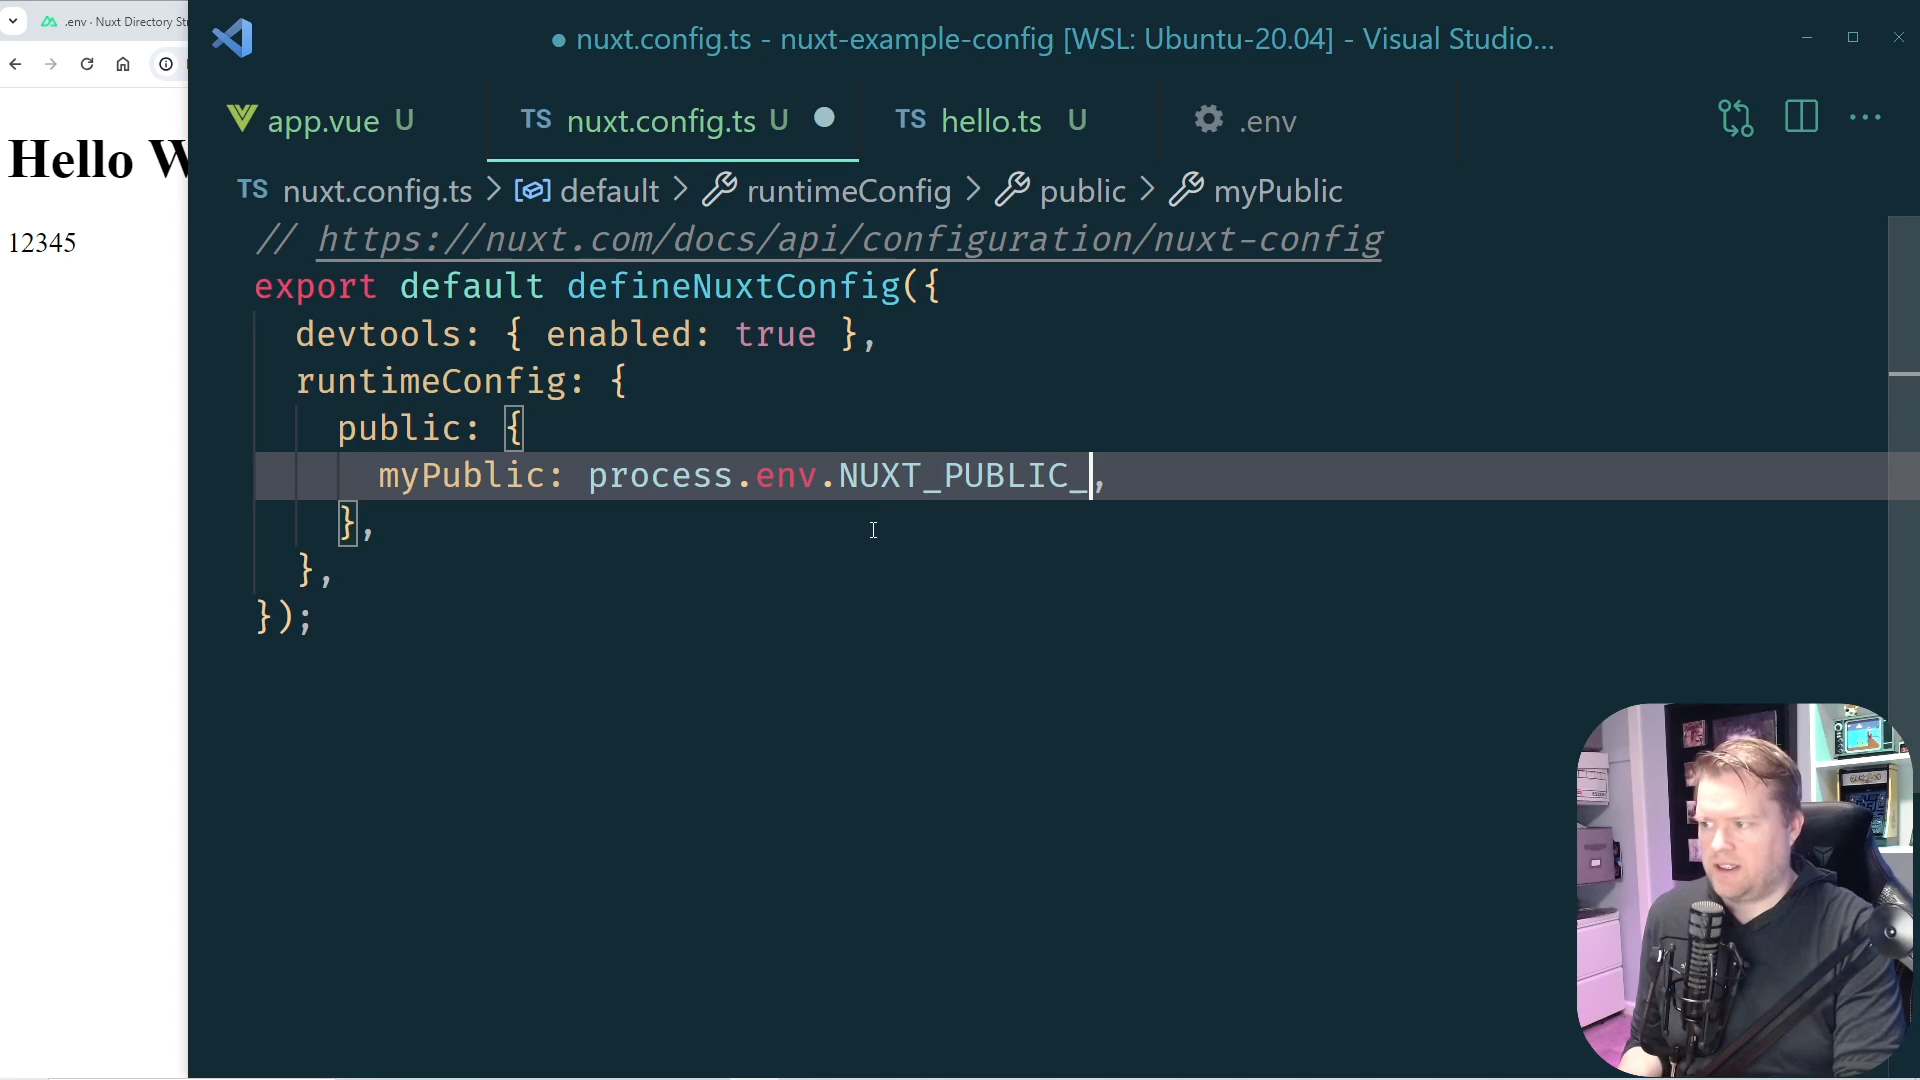 .env · Nuxt Directory Str
Hello W
12345
nuxt.config.ts - nuxt-example-config [WSL: Ubuntu-20.04] - Visual Studio...
app.vue U
TS nuxt.config.ts U
TS hello.ts U
.env
TS nuxt.config.ts > default > runtimeConfig > public > myPublic
// https://nuxt.com/docs/api/configuration/nuxt-config
export default defineNuxtConfig({
devtools: { enabled: true },
runtimeConfig: {
public: {
myPublic: process.env.NUXT_PUBLIC_,
},
},
});